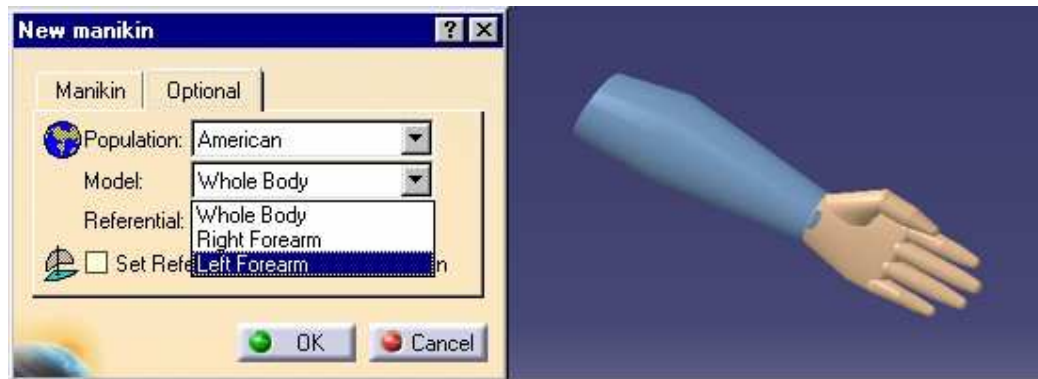 New manikin
Manikin Optional
Population: American
Model: Whole Body
Referential: Whole Body
Right Forearm
Set Refe Left Forearm n
OK Cancel